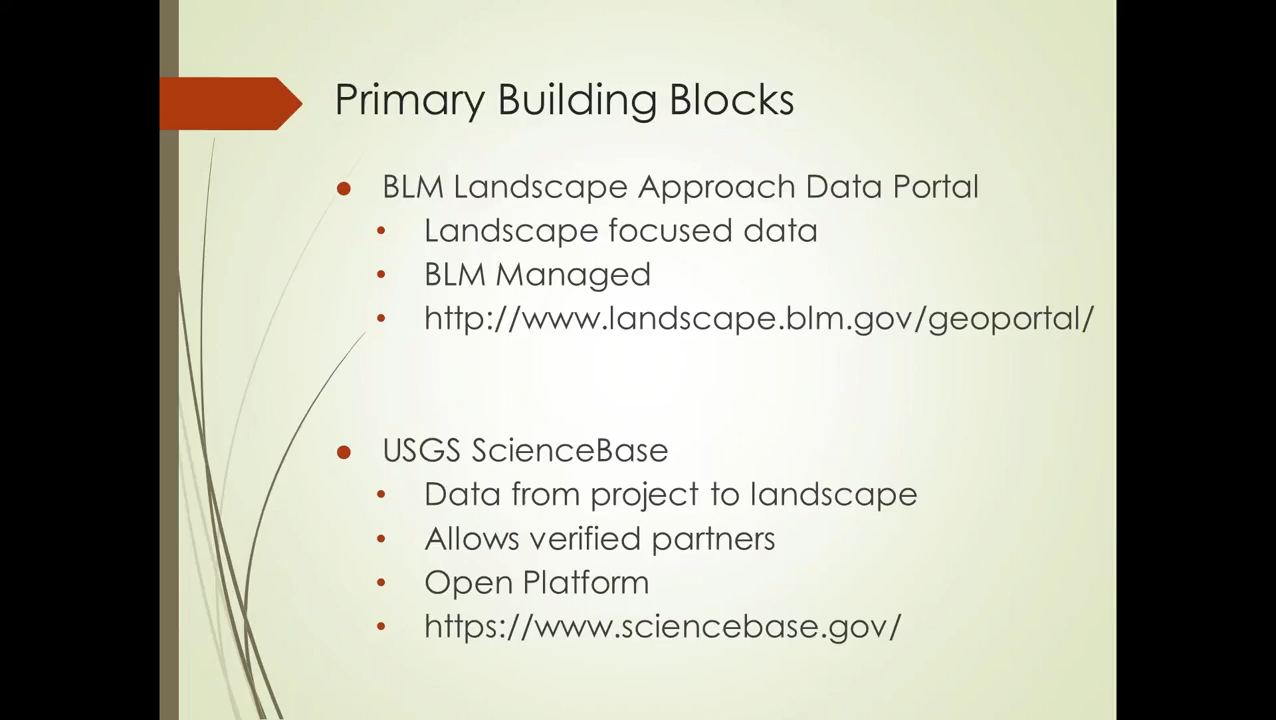 Primary Building Blocks
BLM Landscape Approach Data Portal
Landscape focused data
BLM Managed
http://www.landscape.blm.gov/geoportal/
USGS ScienceBase
Data from project to landscape
Allows verified partners
Open Platform
https://www.sciencebase.gov/